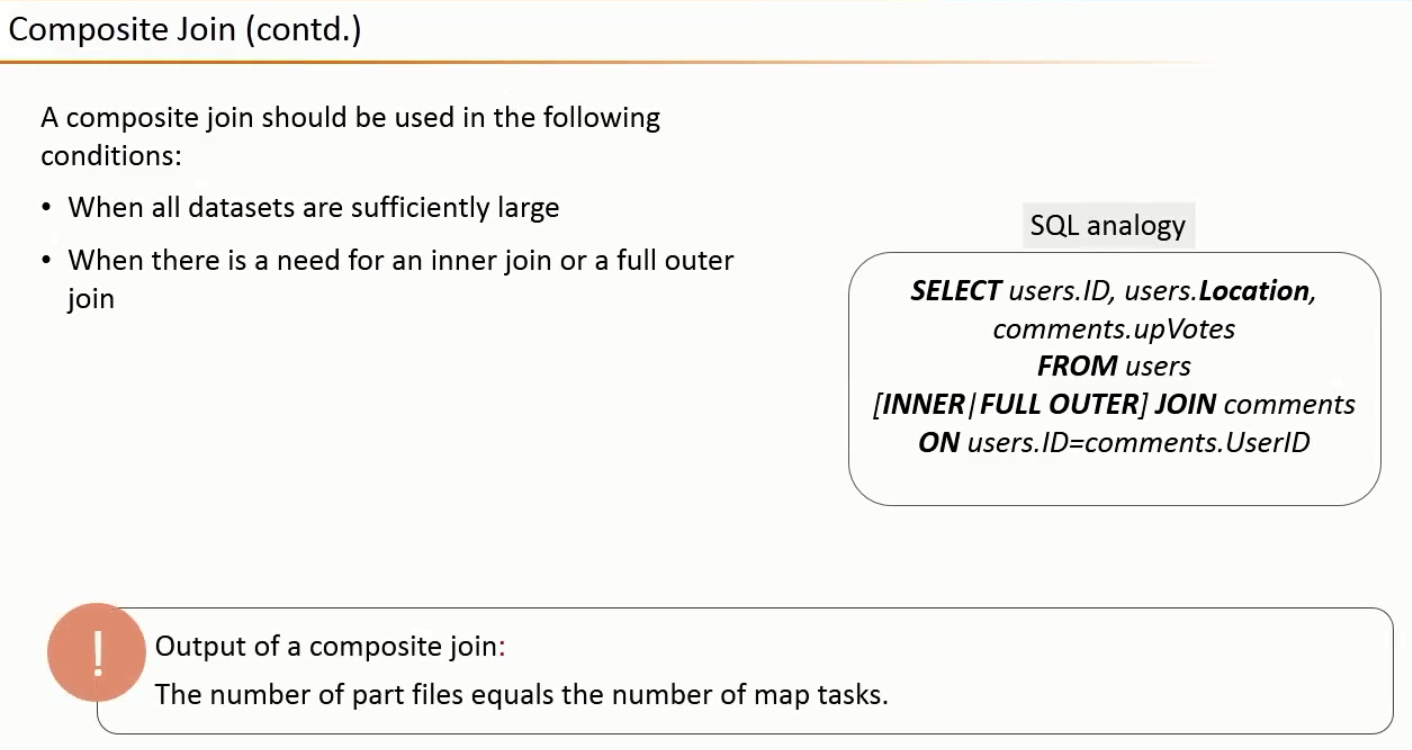 Composite Join (contd.)
A composite join should be used in the following
conditions:
• When all datasets are sufficiently large
• When there is a need for an inner join or a full outer
join
SQL analogy
SELECT users.ID, users.Location,
comments.upVotes
FROM users
[INNER|FULL OUTER] JOIN comments
ON users.ID=comments.UserID
!
Output of a composite join:
The number of part files equals the number of map tasks.